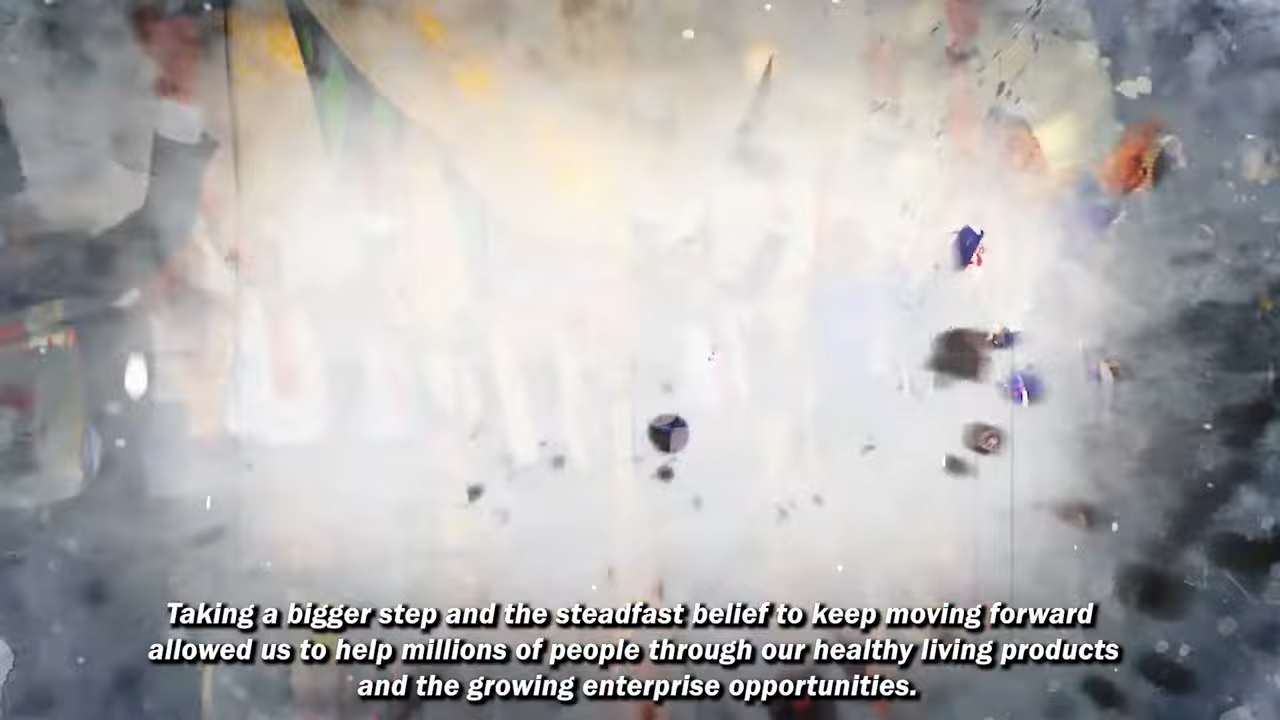 Taking a bigger step and the steadfast belief to keep moving forward
allowed us to help millions of people through our healthy living products
and the growing enterprise opportunities.